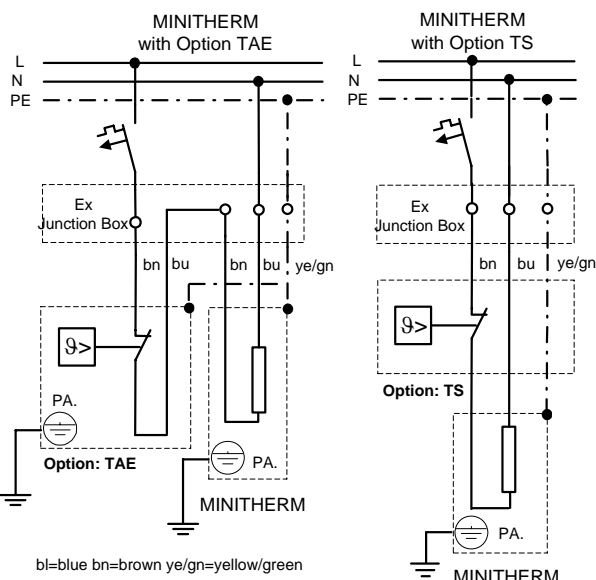 MINITHERM
with Option TAE
L
N
PE
Ex
Junction Box
bn
bu
bn
bu
ye/gn
ϑ>
PA.
Option: TAE
PA.
MINITHERM
bl=blue bn=brown ye/gn=yellow/green
MINITHERM
with Option TS
L
N
PE
Ex
Junction Box
bn
bu
ye/gn
ϑ>
Option: TS
PA.
MINITHERM